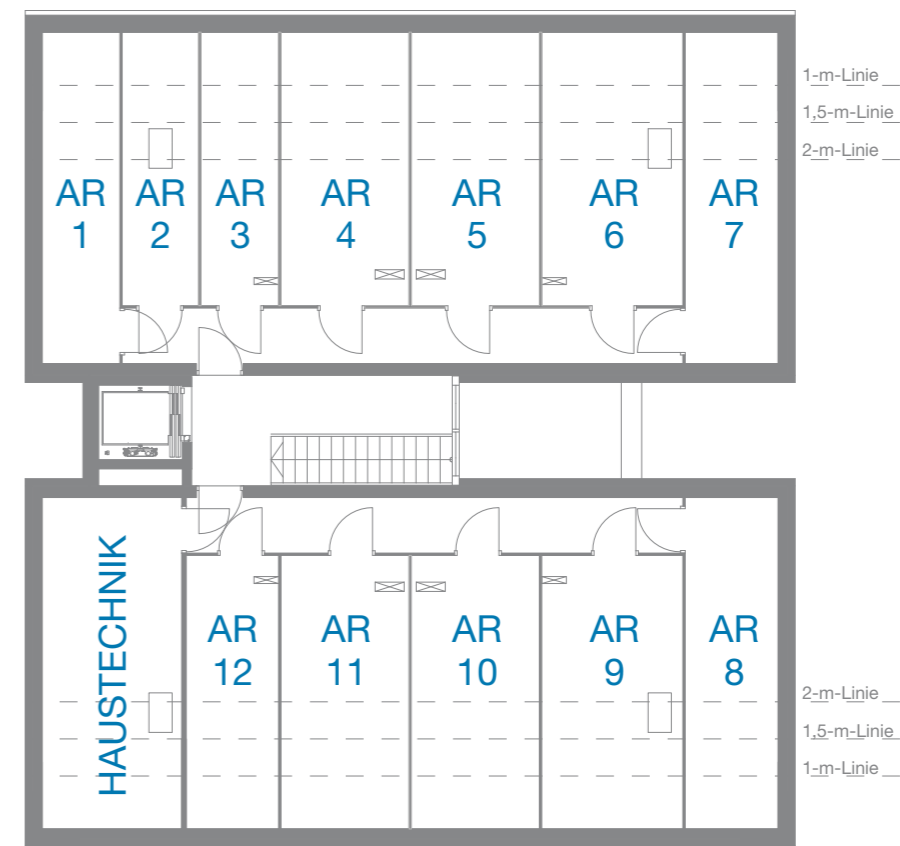 1-m-Linie
1,5-m-Linie
2-m-Linie
AR 1
AR 2
AR 3
AR 4
AR 5
AR 6
AR 7
HAUSTECHNIK
AR 12
AR 11
AR 10
AR 9
AR 8
2-m-Linie
1,5-m-Linie
1-m-Linie